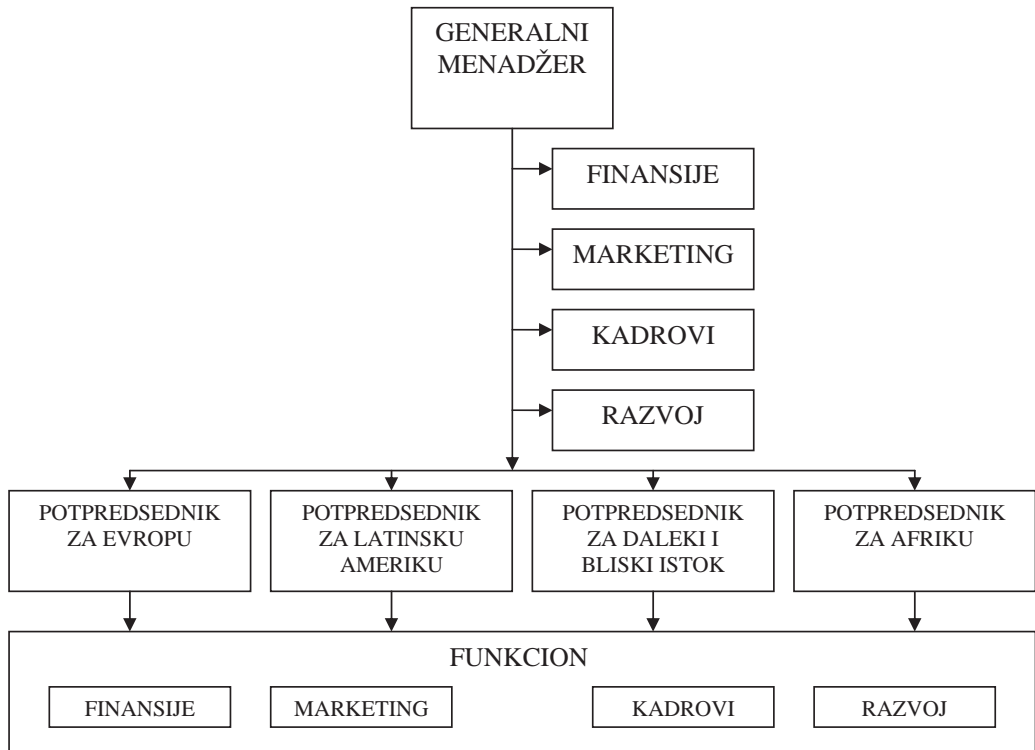 GENERALNI
MENADŽER
FINANSIJE
MARKETING
KADROVI
RAZVOJ
POTPREDSEDNIK
ZA EVROPU
POTPREDSEDNIK
ZA LATINSKU
AMERIKU
POTPREDSEDNIK
ZA DALEKI I
BLISKI ISTOK
POTPREDSEDNIK
ZA AFRIKU
FUNKCION
FINANSIJE
MARKETING
KADROVI
RAZVOJ